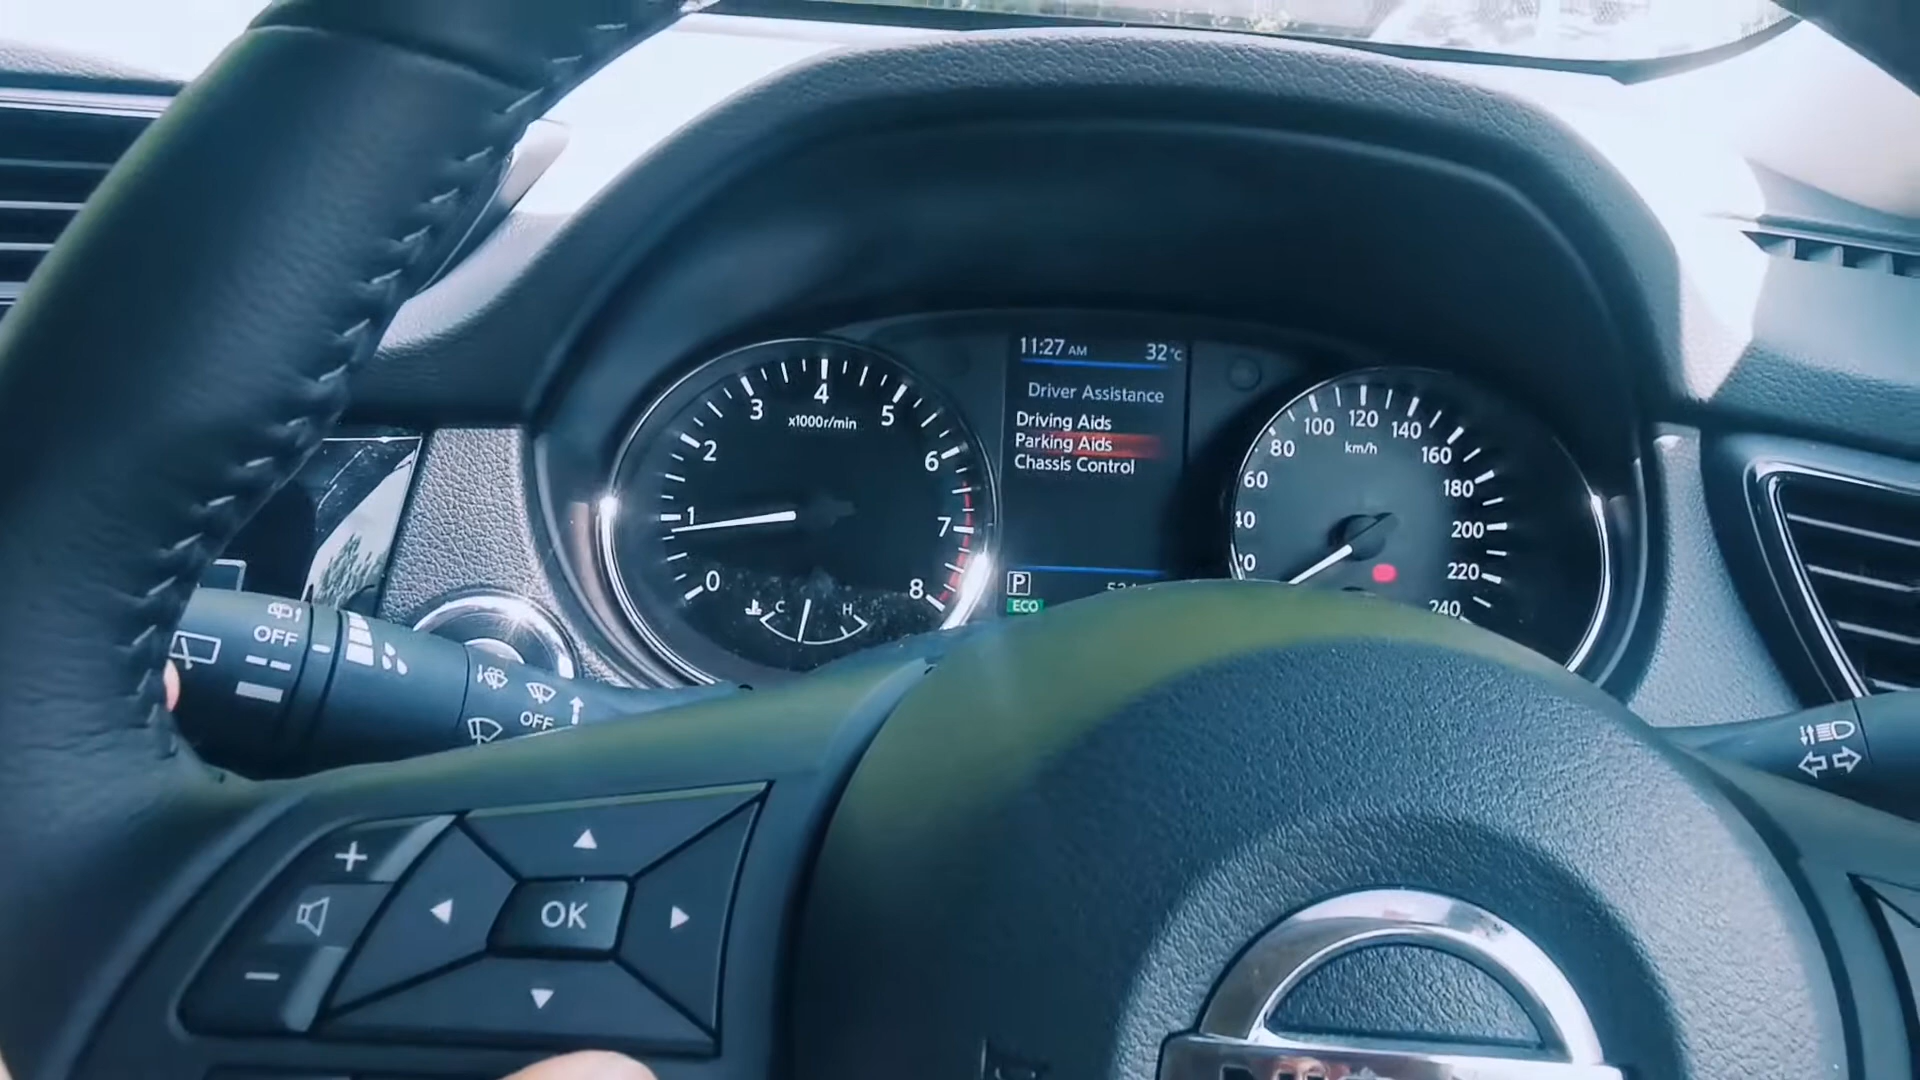 11:27 AM 32°C
Driver Assistance
Driving Aids
Parking Aids
Chassis Control
P
ECO
0
1
2
3
4
5
6
7
8
x1000r/min
C
H
60
80
100
120
140
160
180
200
220
240
km/h
OFF
OFF
+
OK
−